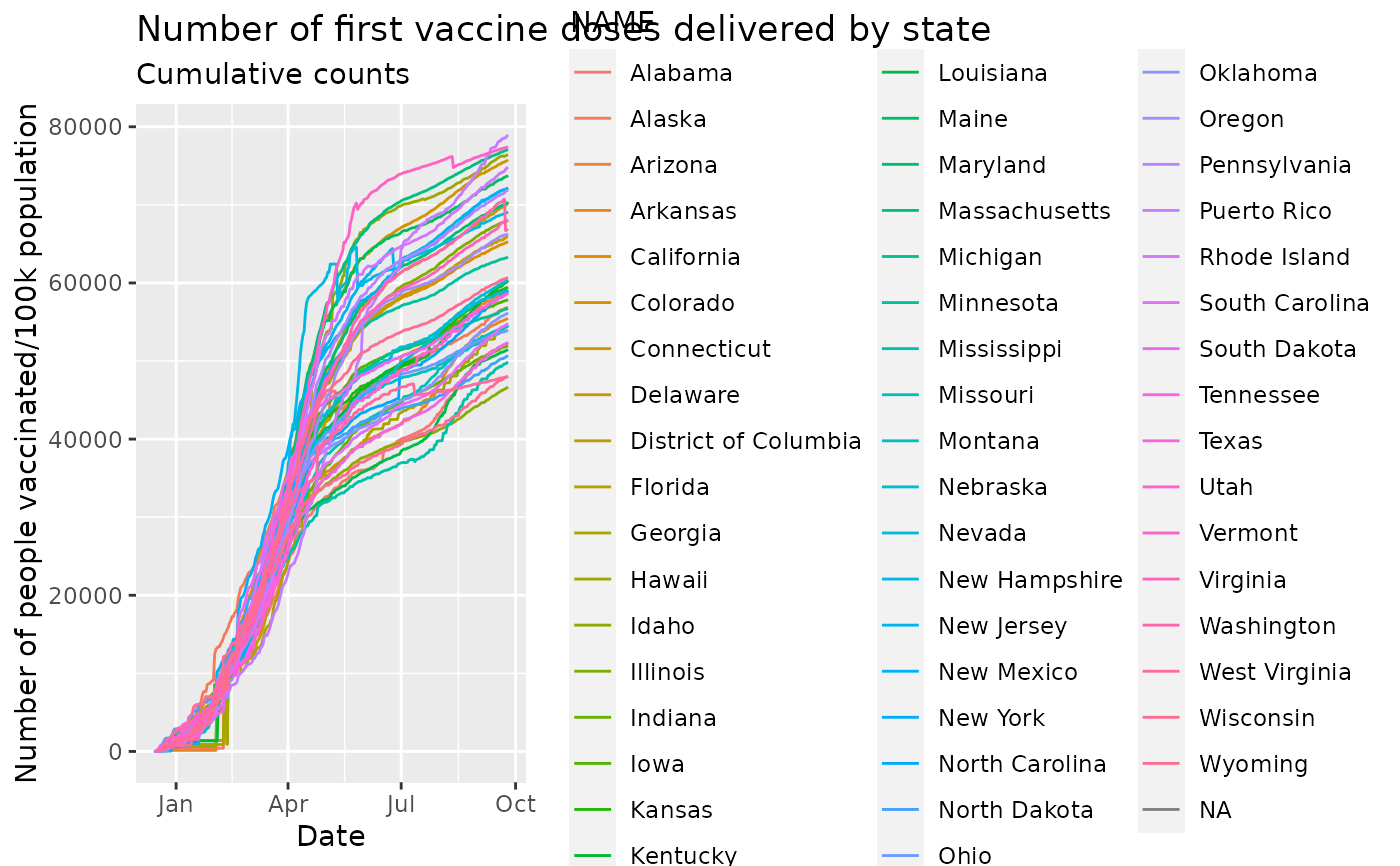 Number of first vaccine doses delivered by state
Cumulative counts
Number of people vaccinated/100k population
80000
60000
40000
20000
0
Jan Apr Jul Oct
Date
NAME
Alabama
Alaska
Arizona
Arkansas
California
Colorado
Connecticut
Delaware
District of Columbia
Florida
Georgia
Hawaii
Idaho
Illinois
Indiana
Iowa
Kansas
Kentucky
Louisiana
Maine
Maryland
Massachusetts
Michigan
Minnesota
Mississippi
Missouri
Montana
Nebraska
Nevada
New Hampshire
New Jersey
New Mexico
New York
North Carolina
North Dakota
Ohio
Oklahoma
Oregon
Pennsylvania
Puerto Rico
Rhode Island
South Carolina
South Dakota
Tennessee
Texas
Utah
Vermont
Virginia
Washington
West Virginia
Wisconsin
Wyoming
NA